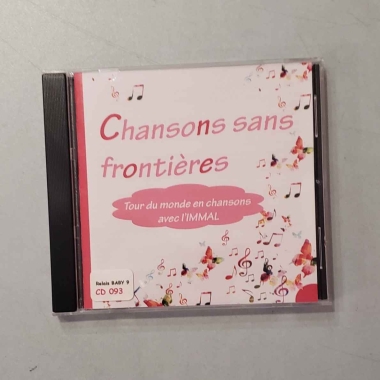 Chansons sans
frontières
Tour du monde en chansons
avec l'IMMAL
Relais BABY 9
CD 093